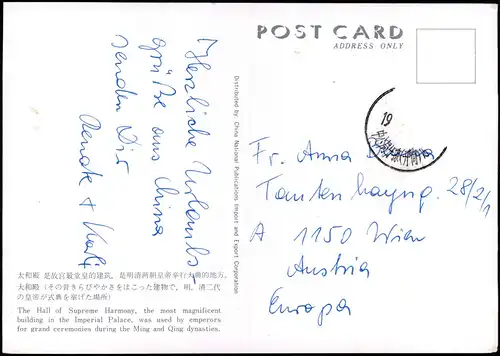 POST CARD
ADDRESS ONLY
Herzliche Urlaubs-
grüße aus China
senden Dir
Renate + Karl
Distributed by: China National Publications Import and Export Corporation
19
Fr. Anna
Tautenhayng. 28/2/1
A 1150 Wien
Austria
Europa
太和殿 是故宫最堂皇的建筑，是明清两朝皇帝举行大典的地方。
太和殿（その昔きらびやかさをほこった建物で，明，清二代
の皇帝が式典を挙げた場所）
The Hall of Supreme Harmony, the most magnificent
building in the Imperial Palace, was used by emperors
for grand ceremonies during the Ming and Qing dynasties.